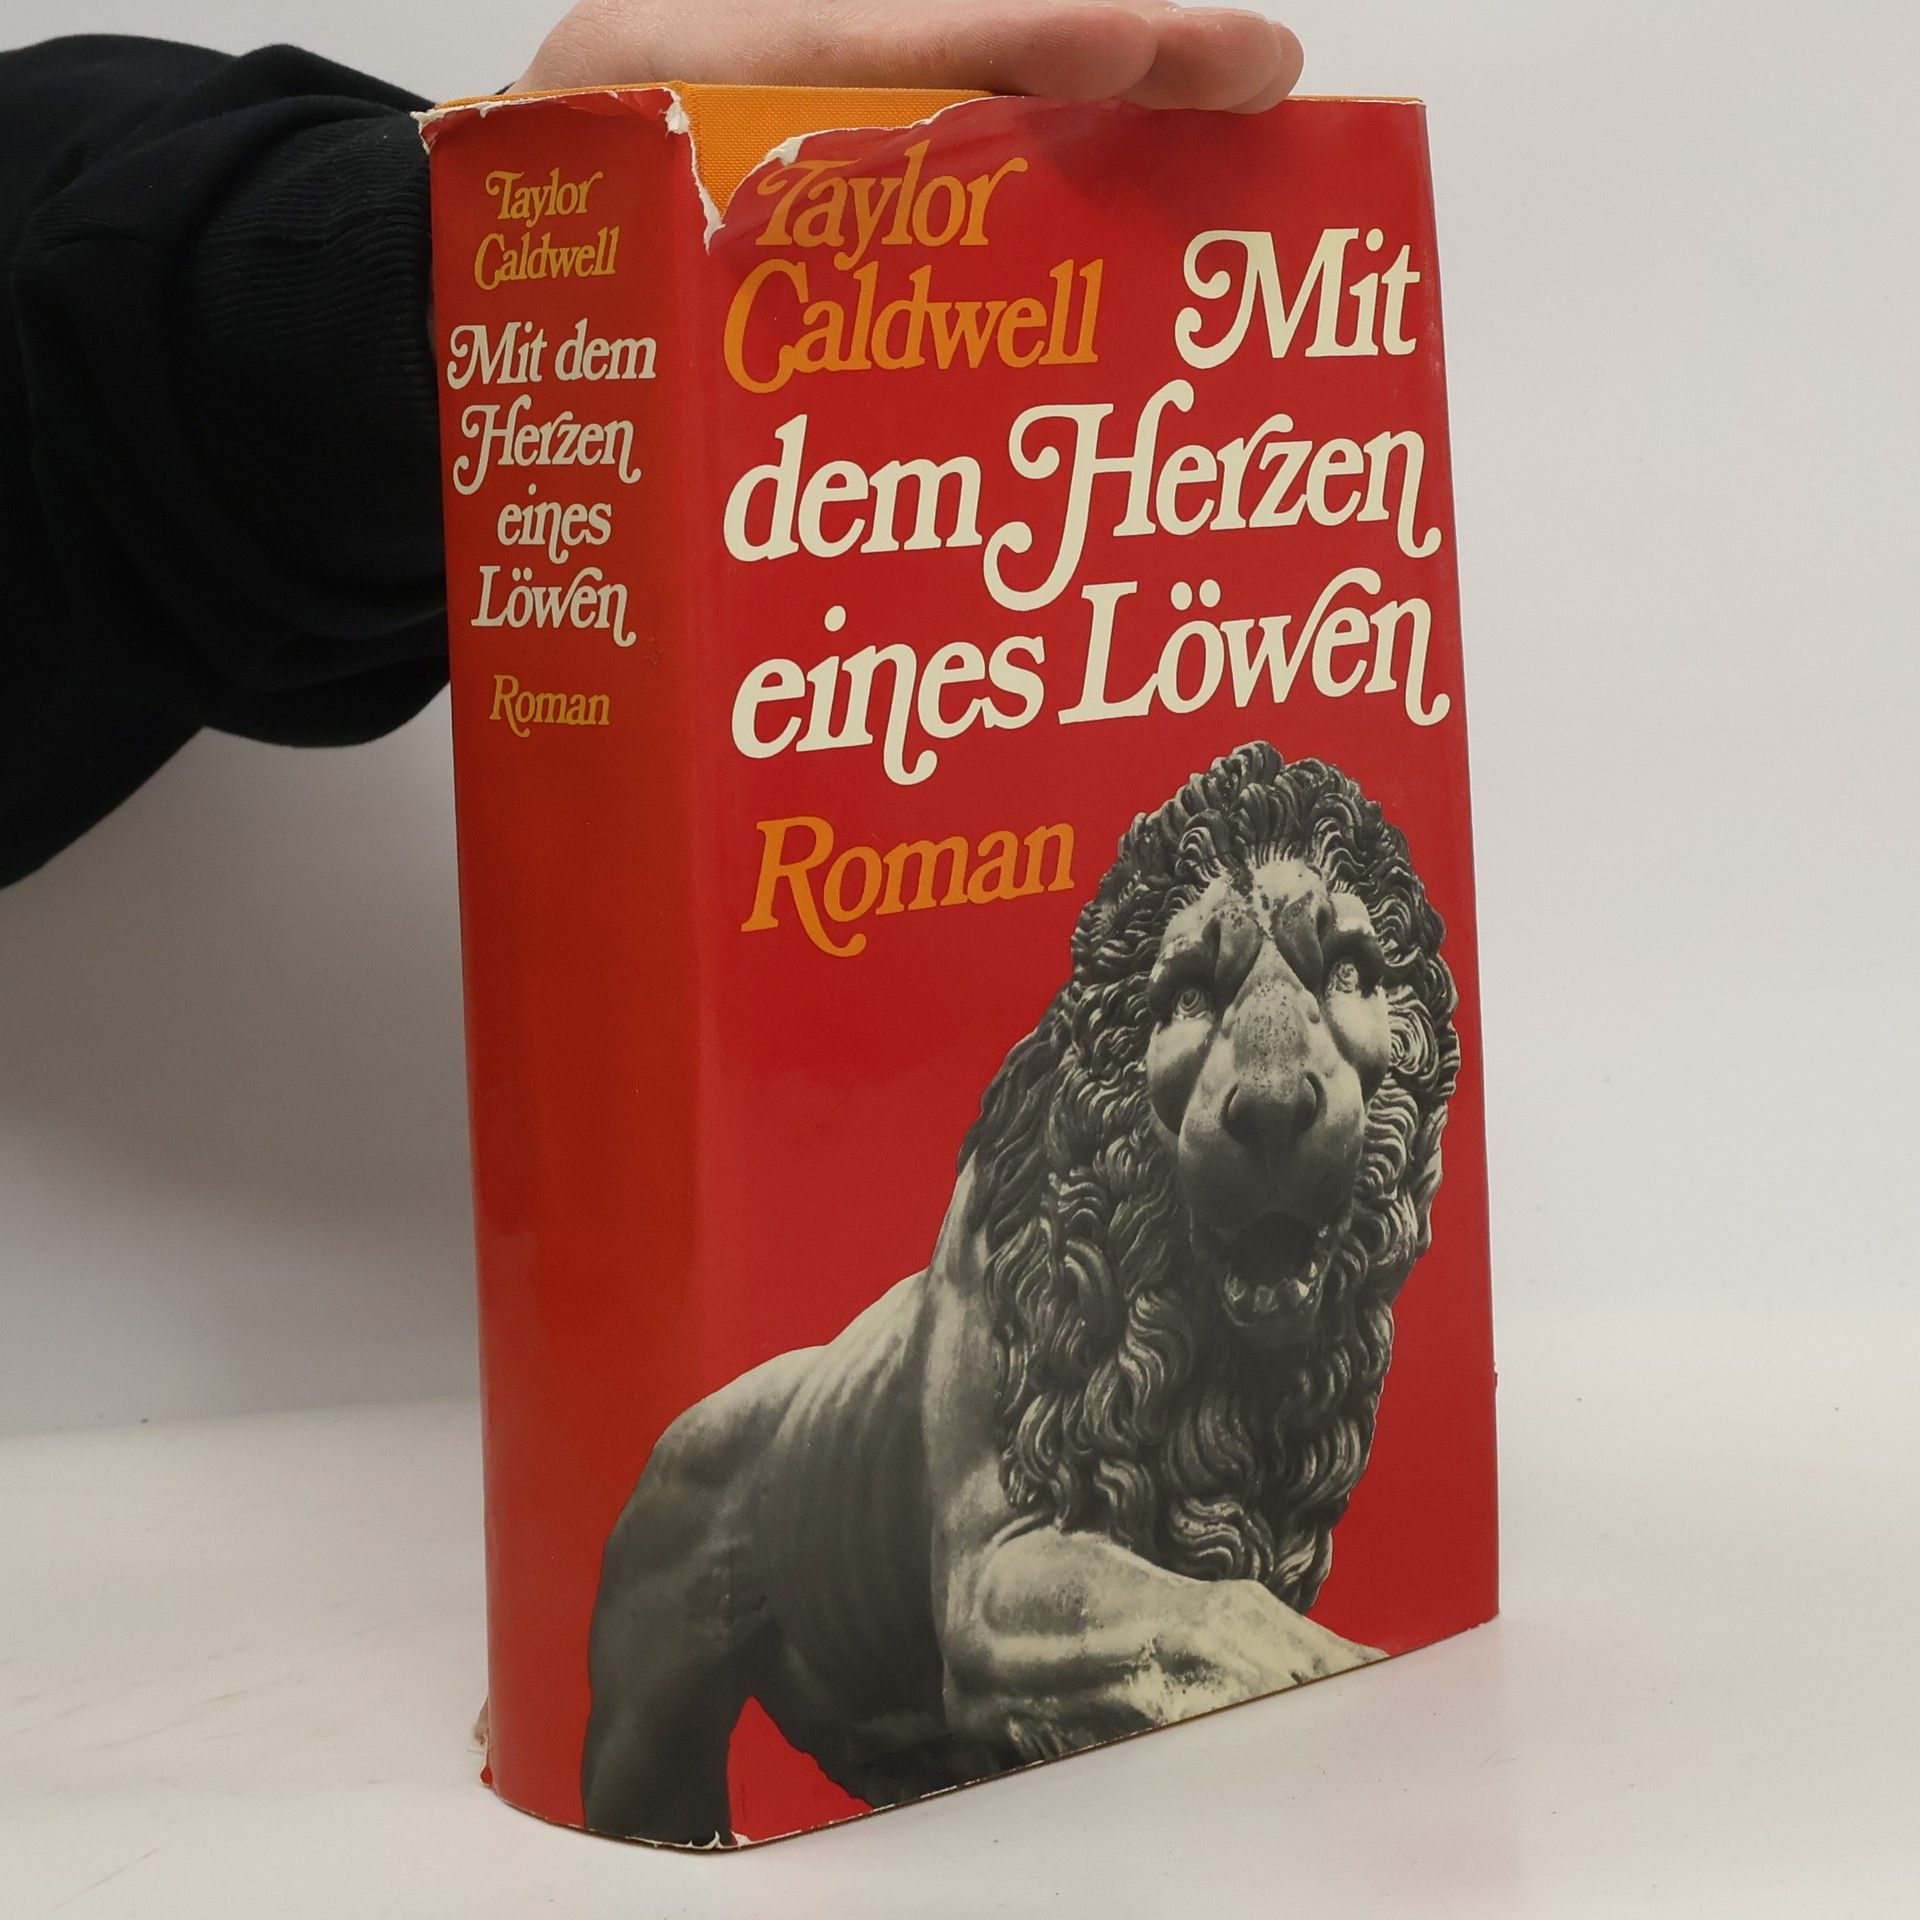 Taylor
Caldwell
Mit dem
Herzen
eines
Löwen
Roman
Taylor
Caldwell Mit
dem Herzen
eines Löwen
Roman